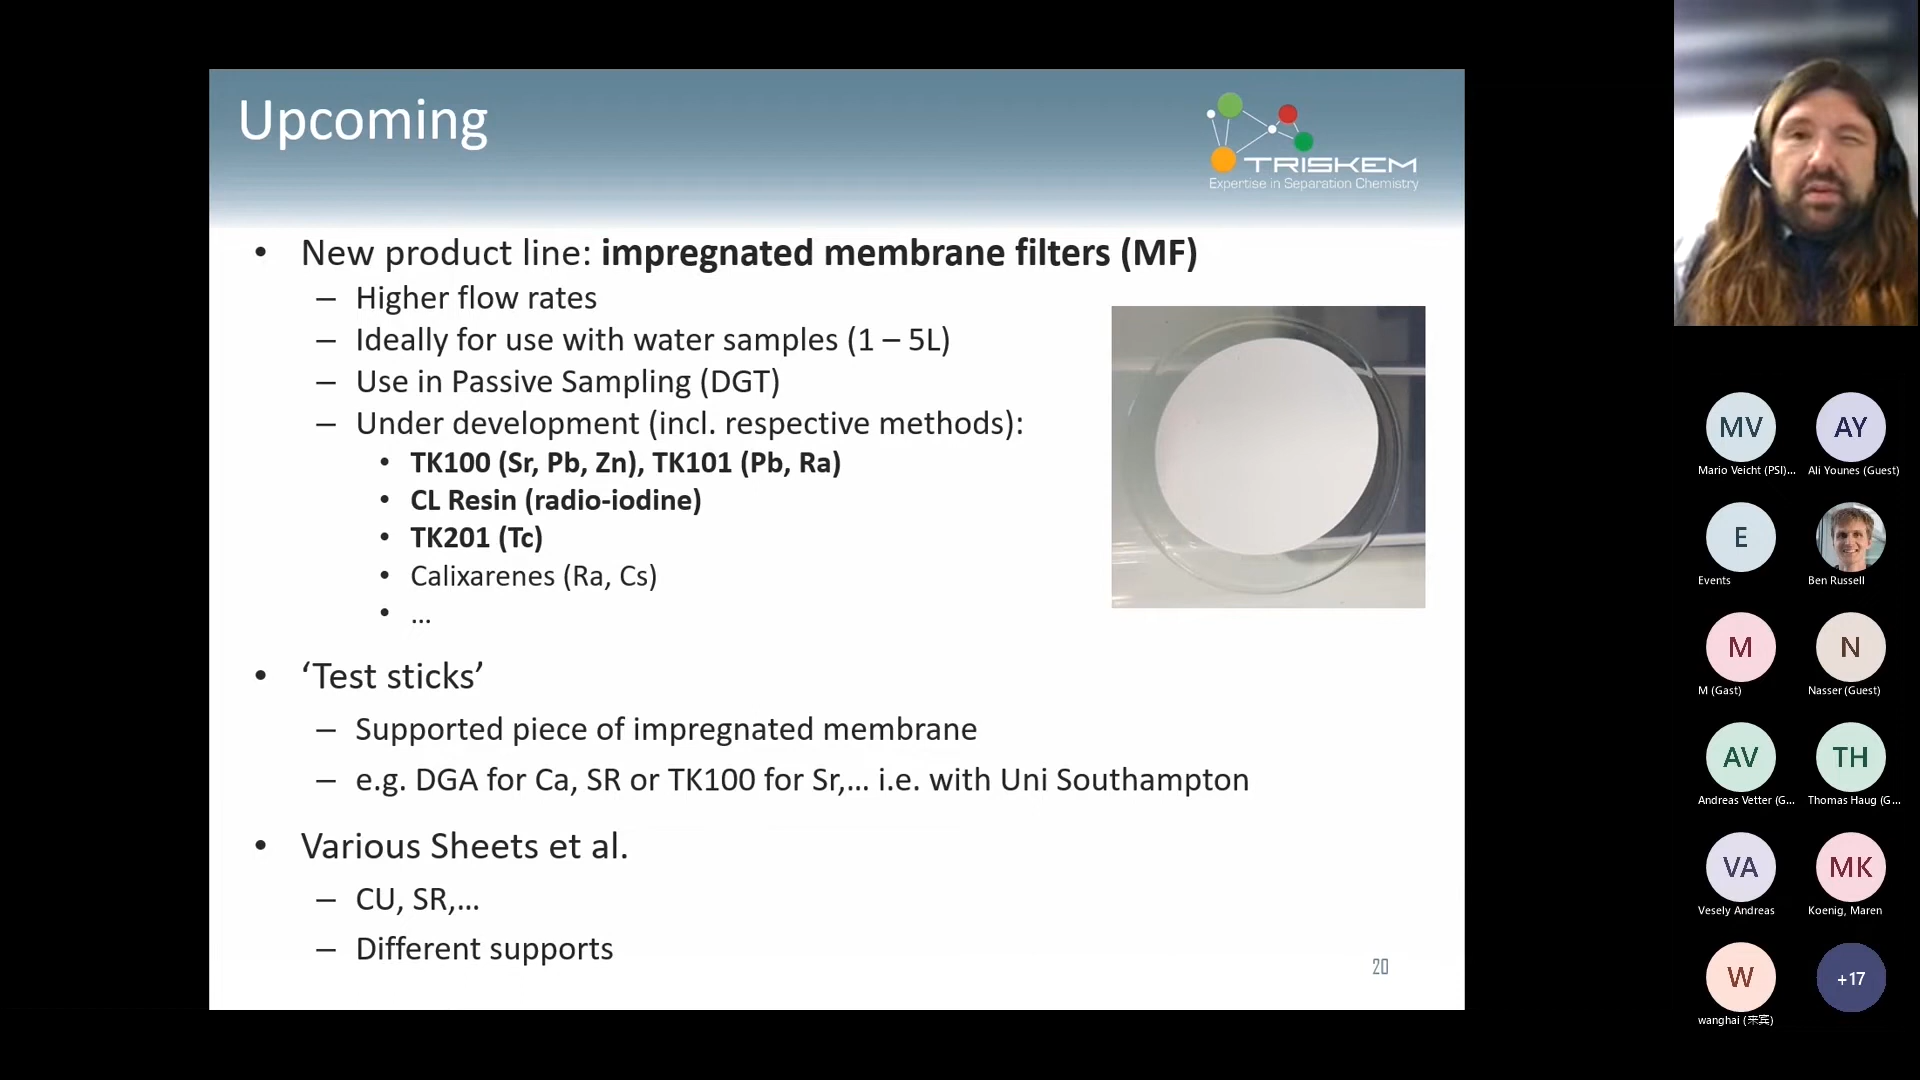 Upcoming
TRISKEM
Expertise in Separation Chemistry
• New product line: impregnated membrane filters (MF)
– Higher flow rates
– Ideally for use with water samples (1 – 5L)
– Use in Passive Sampling (DGT)
– Under development (incl. respective methods):
• TK100 (Sr, Pb, Zn), TK101 (Pb, Ra)
• CL Resin (radio-iodine)
• TK201 (Tc)
• Calixarenes (Ra, Cs)
• …
• ‘Test sticks’
– Supported piece of impregnated membrane
– e.g. DGA for Ca, SR or TK100 for Sr,… i.e. with Uni Southampton
• Various Sheets et al.
– CU, SR,…
– Different supports
20
MV
Mario Veicht (PSI)...
AY
Ali Younes (Guest)
E
Events
Ben Russell
M
M (Gast)
N
Nasser (Guest)
AV
Andreas Vetter (G...
TH
Thomas Haug (G...
VA
Vesely Andreas
MK
Koenig, Maren
W
wanghai (来宾)
+17